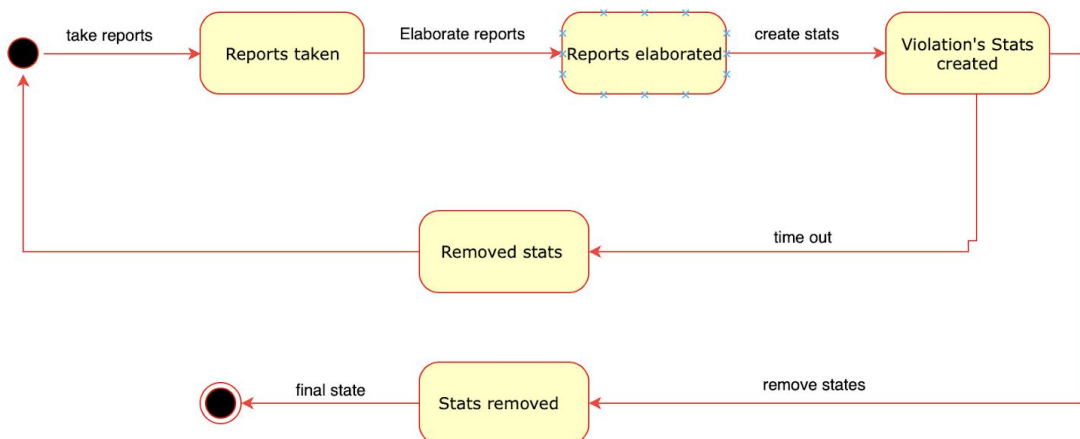 take reports
Reports taken
Elaborate reports
Reports elaborated
create stats
Violation's Stats
created
Removed stats
time out
final state
Stats removed
remove states